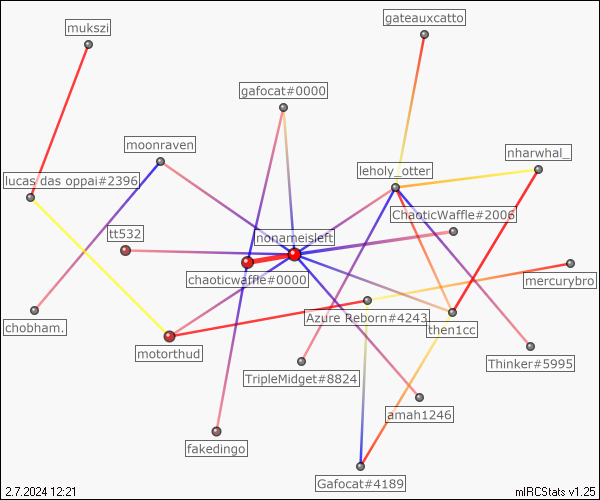 gateauxcatto
mukszi
gafocat#0000
moonraven
nharwhal_
leholy_otter
lucas das oppai#2396
ChaoticWaffle#2006
tt532
nonameisleft
chaoticwaffle#0000
mercurybro
Azure Reborn#4243
chobham.
then1cc
motorthud
Thinker#5995
TripleMidget#8824
amah1246
fakedingo
Gafocat#4189
2.7.2024 12:21
mIRCStats v1.25